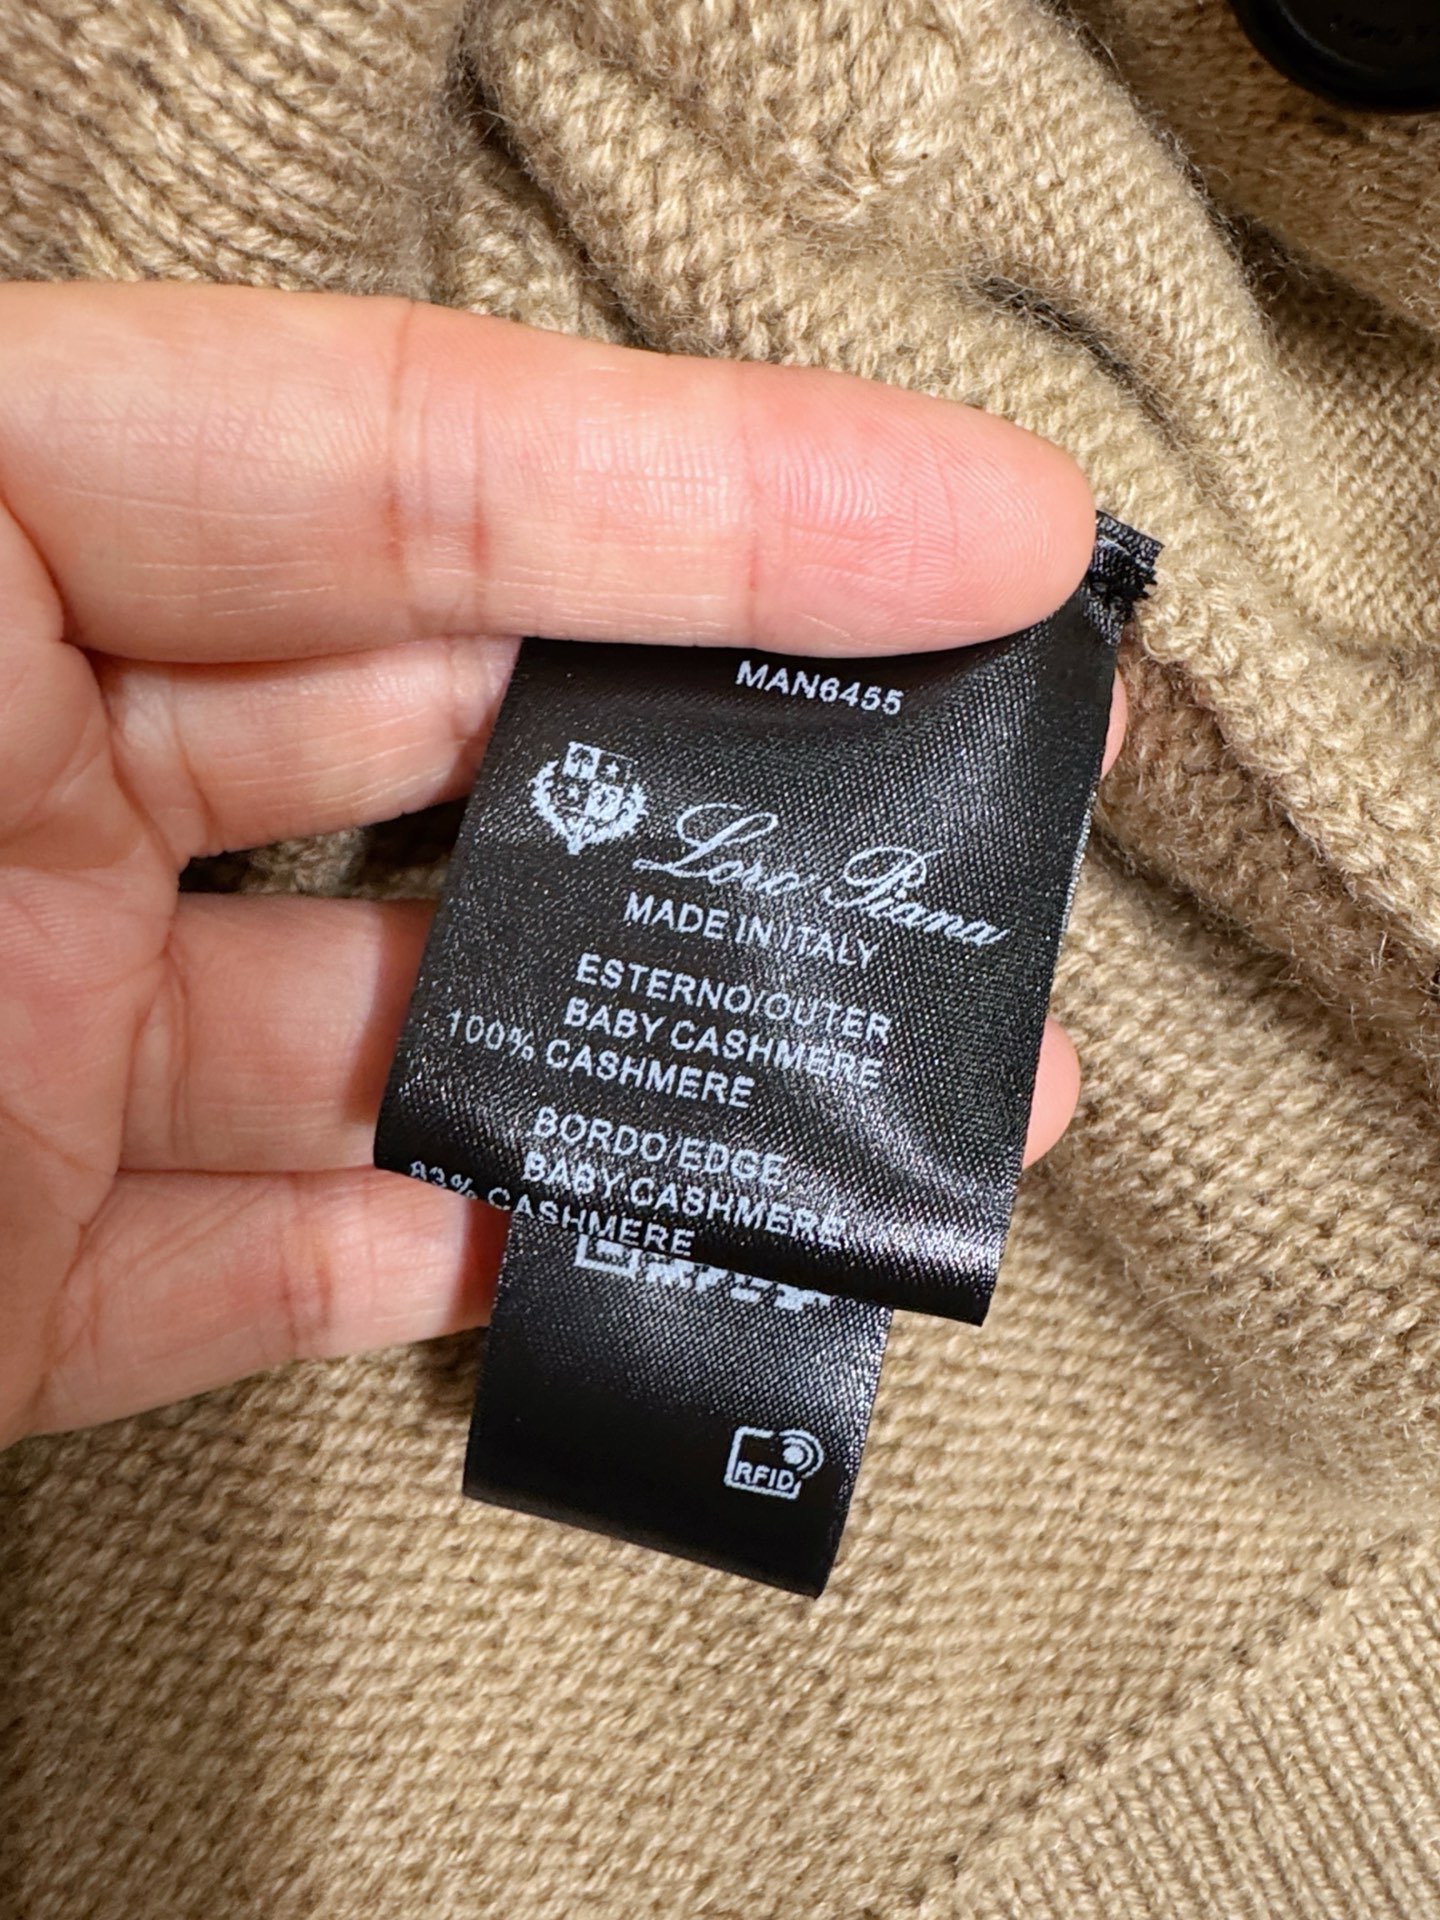 MAN6455
Loro Piana
MADE IN ITALY
ESTERNO/OUTER
BABY CASHMERE
100% CASHMERE
BORDO/EDGE
BABY CASHMERE
83% CASHMERE
RFID